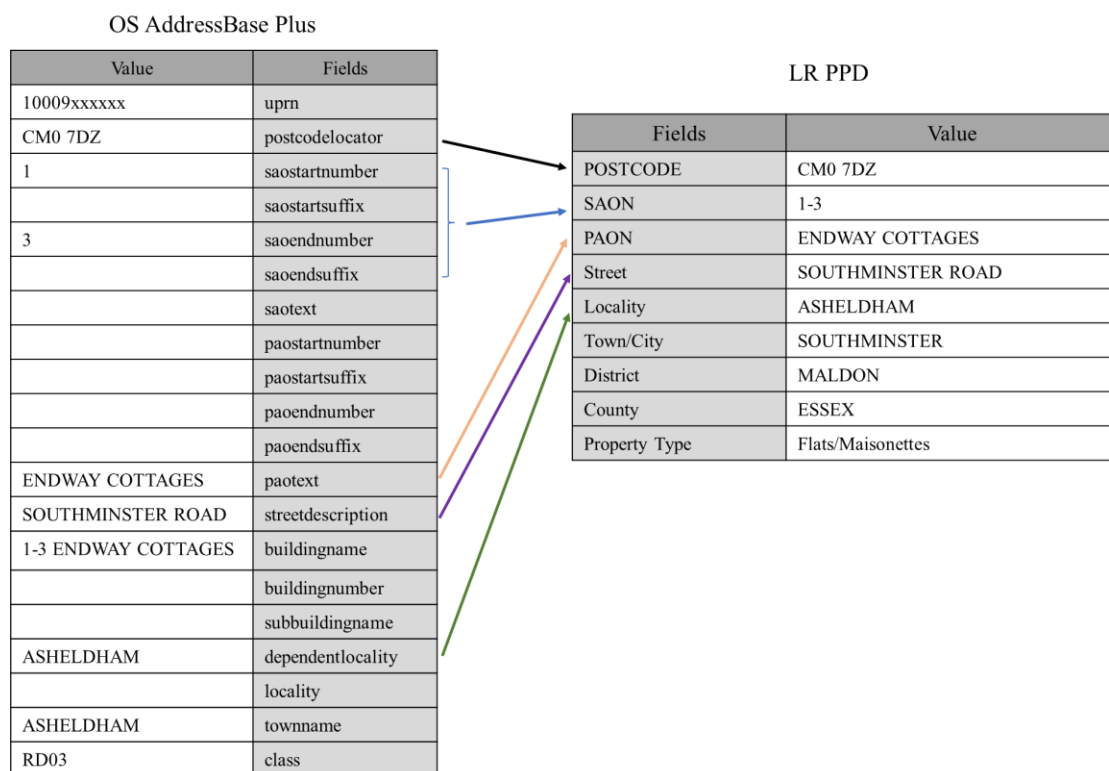 OS AddressBase Plus
Value Fields
10009xxxxxx uprn
CM0 7DZ postcodelocator
1 saostartnumber
saostartsuffix
3 saoendnumber
saoendsuffix
saotext
paostartnumber
paostartsuffix
paoendnumber
paoendsuffix
ENDWAY COTTAGES paotext
SOUTHMINSTER ROAD streetdescription
1-3 ENDWAY COTTAGES buildingname
buildingnumber
subbuildingname
ASHELDHAM dependentlocality
locality
ASHELDHAM townname
RD03 class
LR PPD
Fields Value
POSTCODE CM0 7DZ
SAON 1-3
PAON ENDWAY COTTAGES
Street SOUTHMINSTER ROAD
Locality ASHELDHAM
Town/City SOUTHMINSTER
District MALDON
County ESSEX
Property Type Flats/Maisonettes